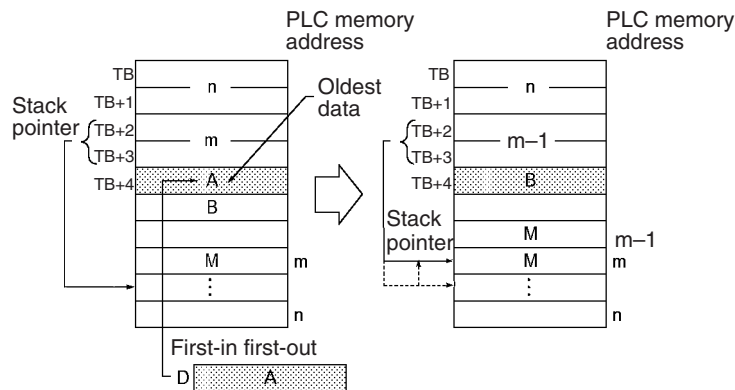 PLC memory
address
PLC memory
address
TB
TB+1
TB+2
TB+3
TB+4
Stack
pointer
n
m
A
B
M
⋮
m
n
Oldest
data
First-in first-out
D
A
TB
TB+1
TB+2
TB+3
TB+4
n
m–1
B
Stack
pointer
M
M
⋮
m–1
m
n